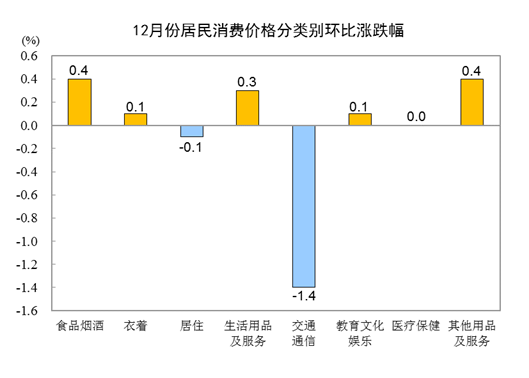 12月份居民消费价格分类别环比涨跌幅
(%)
0.6
0.4
0.2
0.0
-0.2
-0.4
-0.6
-0.8
-1.0
-1.2
-1.4
-1.6
0.4
0.1
-0.1
0.3
-1.4
0.1
0.0
0.4
食品烟酒
衣着
居住
生活用品
及服务
交通
通信
教育文化
娱乐
医疗保健
其他用品
及服务